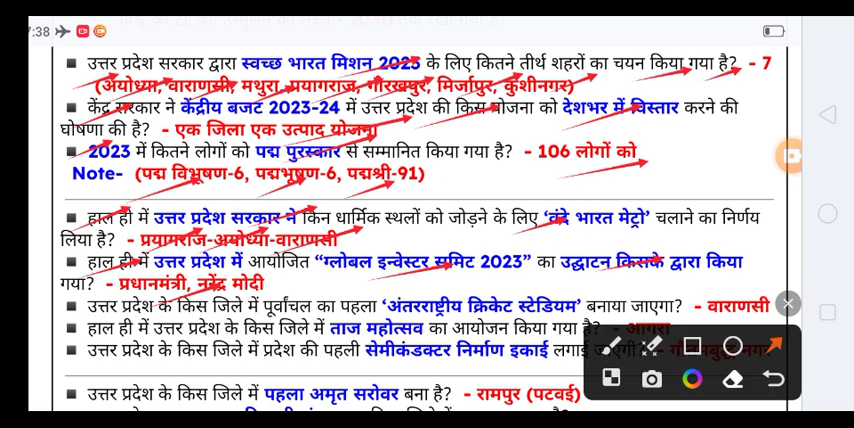 7:38
■ उत्तर प्रदेश सरकार द्वारा स्वच्छ भारत मिशन 2025 के लिए कितने तीर्थ शहरों का चयन किया गया है? - 7
(अयोध्या, वाराणसी, मथुरा, प्रयागराज, गोरखपुर, मिर्जापुर, कुशीनगर)
■ केंद्र सरकार ने केंद्रीय बजट 2023-24 में उत्तर प्रदेश की किस योजना को देशभर में विस्तार करने की
घोषणा की है? - एक जिला एक उत्पाद योजना
■ 2023 में कितने लोगों को पद्म पुरस्कार से सम्मानित किया गया है? - 106 लोगों को
Note- (पद्म विभूषण-6, पद्मभूषण-6, पद्मश्री-91)
■ हाल ही में उत्तर प्रदेश सरकार ने किन धार्मिक स्थलों को जोड़ने के लिए ‘वंदे भारत मेट्रो’ चलाने का निर्णय
लिया है? - प्रयागराज-अयोध्या-वाराणसी
■ हाल ही में उत्तर प्रदेश में आयोजित “ग्लोबल इन्वेस्टर समिट 2023” का उद्घाटन किसके द्वारा किया
गया? - प्रधानमंत्री, नरेंद्र मोदी
■ उत्तर प्रदेश के किस जिले में पूर्वांचल का पहला ‘अंतरराष्ट्रीय क्रिकेट स्टेडियम’ बनाया जाएगा? - वाराणसी
■ हाल ही में उत्तर प्रदेश के किस जिले में ताज महोत्सव का आयोजन किया गया है? - आगरा
■ उत्तर प्रदेश के किस जिले में प्रदेश की पहली सेमीकंडक्टर निर्माण इकाई लगाई जाएगी? - गौतमबुद्ध नगर
■ उत्तर प्रदेश के किस जिले में पहला अमृत सरोवर बना है? - रामपुर (पटवई)